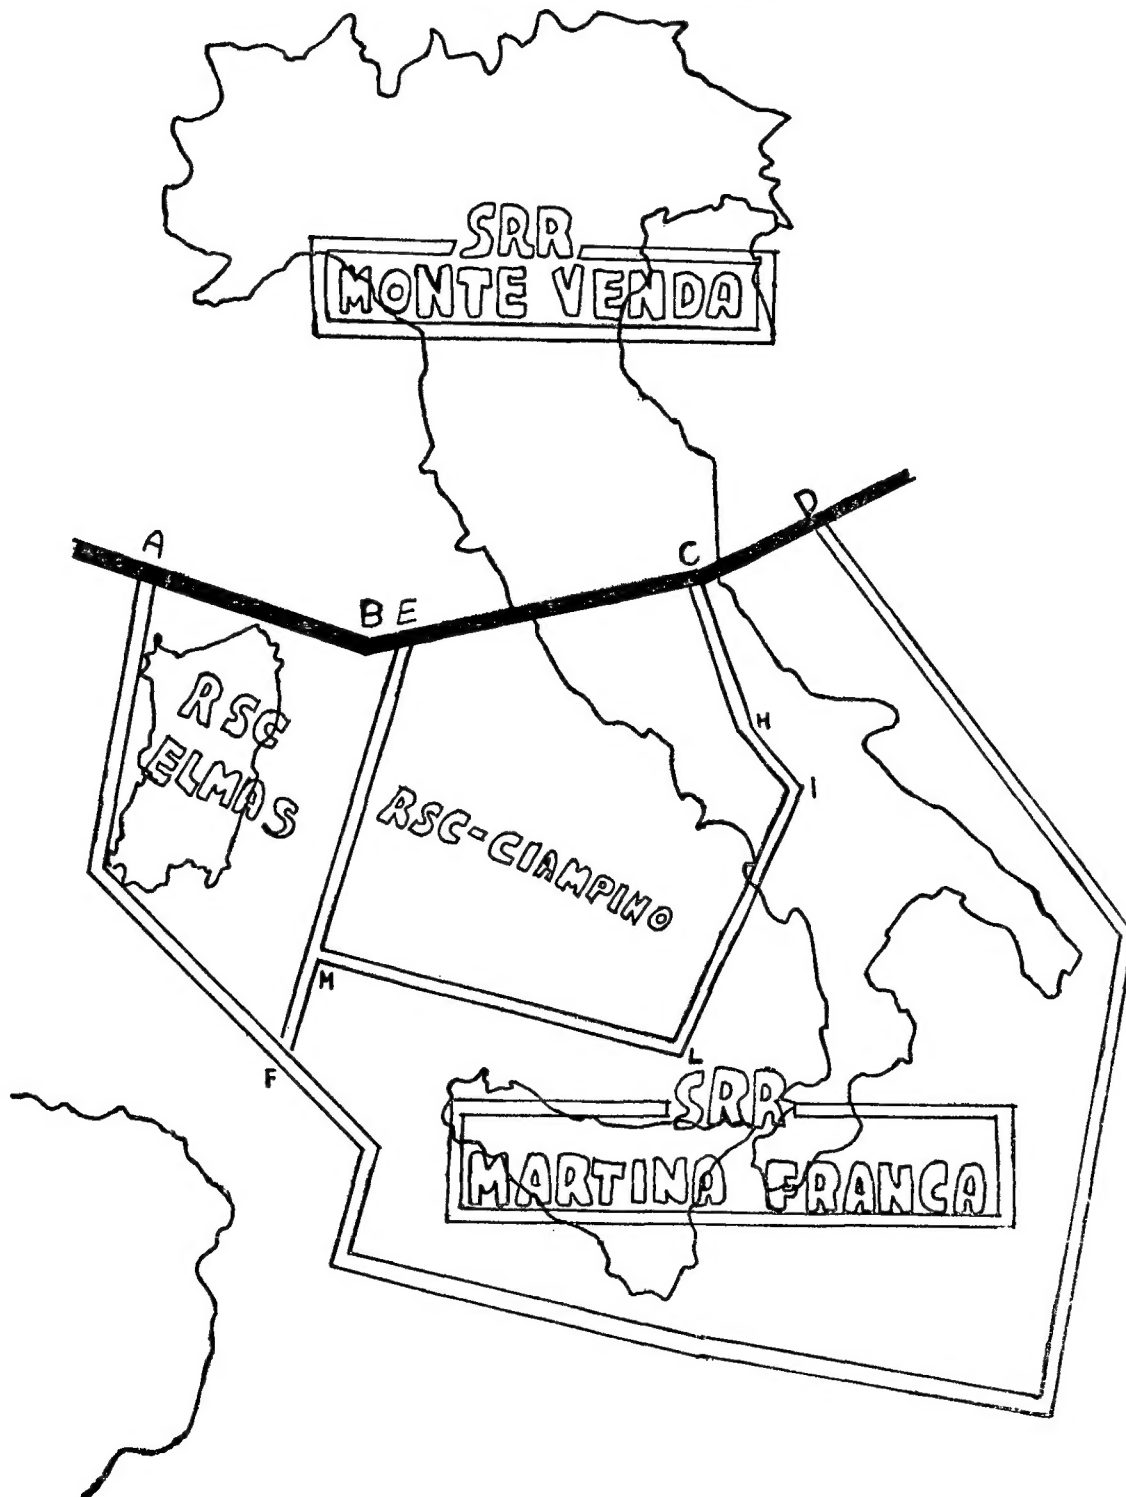 SRR
MONTE VENDA
D
A
C
B E
RSC
ELMAS
H
I
RSC-CIAMPINO
M
L
F
SRR
MARTINA FRANCA